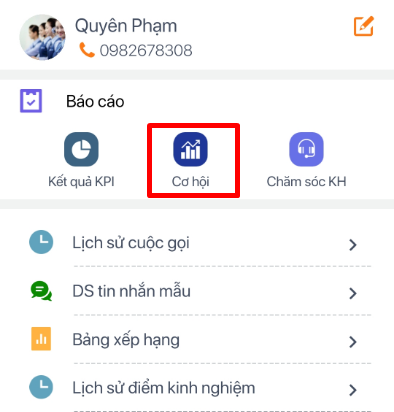 Quyên Phạm
0982678308
Báo cáo
Kết quả KPI
Cơ hội
Chăm sóc KH
Lịch sử cuộc gọi
DS tin nhắn mẫu
Bảng xếp hạng
Lịch sử điểm kinh nghiệm